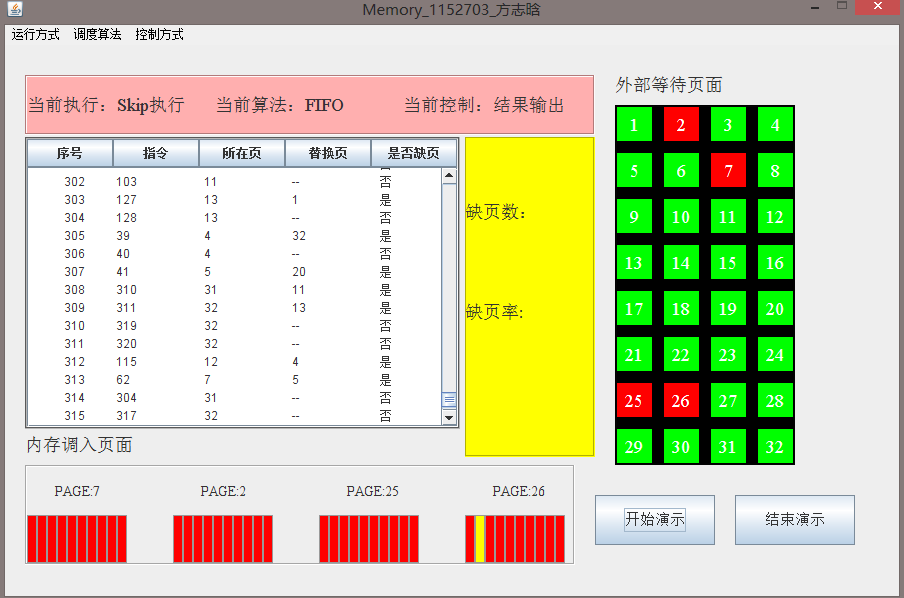 Memory_1152703_方志晗
运行方式 调度算法 控制方式
当前执行：Skip执行 当前算法：FIFO 当前控制：结果输出
序号 指令 所在页 替换页 是否缺页
302 103 11 -- 否
303 127 13 1 是
304 128 13 -- 否
305 39 4 32 是
306 40 4 -- 否
307 41 5 20 是
308 310 31 11 是
309 311 32 13 是
310 319 32 -- 否
311 320 32 -- 否
312 115 12 4 是
313 62 7 5 是
314 304 31 -- 否
315 317 32 -- 否
缺页数：
缺页率:
外部等待页面
1 2 3 4
5 6 7 8
9 10 11 12
13 14 15 16
17 18 19 20
21 22 23 24
25 26 27 28
29 30 31 32
内存调入页面
PAGE:7 PAGE:2 PAGE:25 PAGE:26
开始演示 结束演示